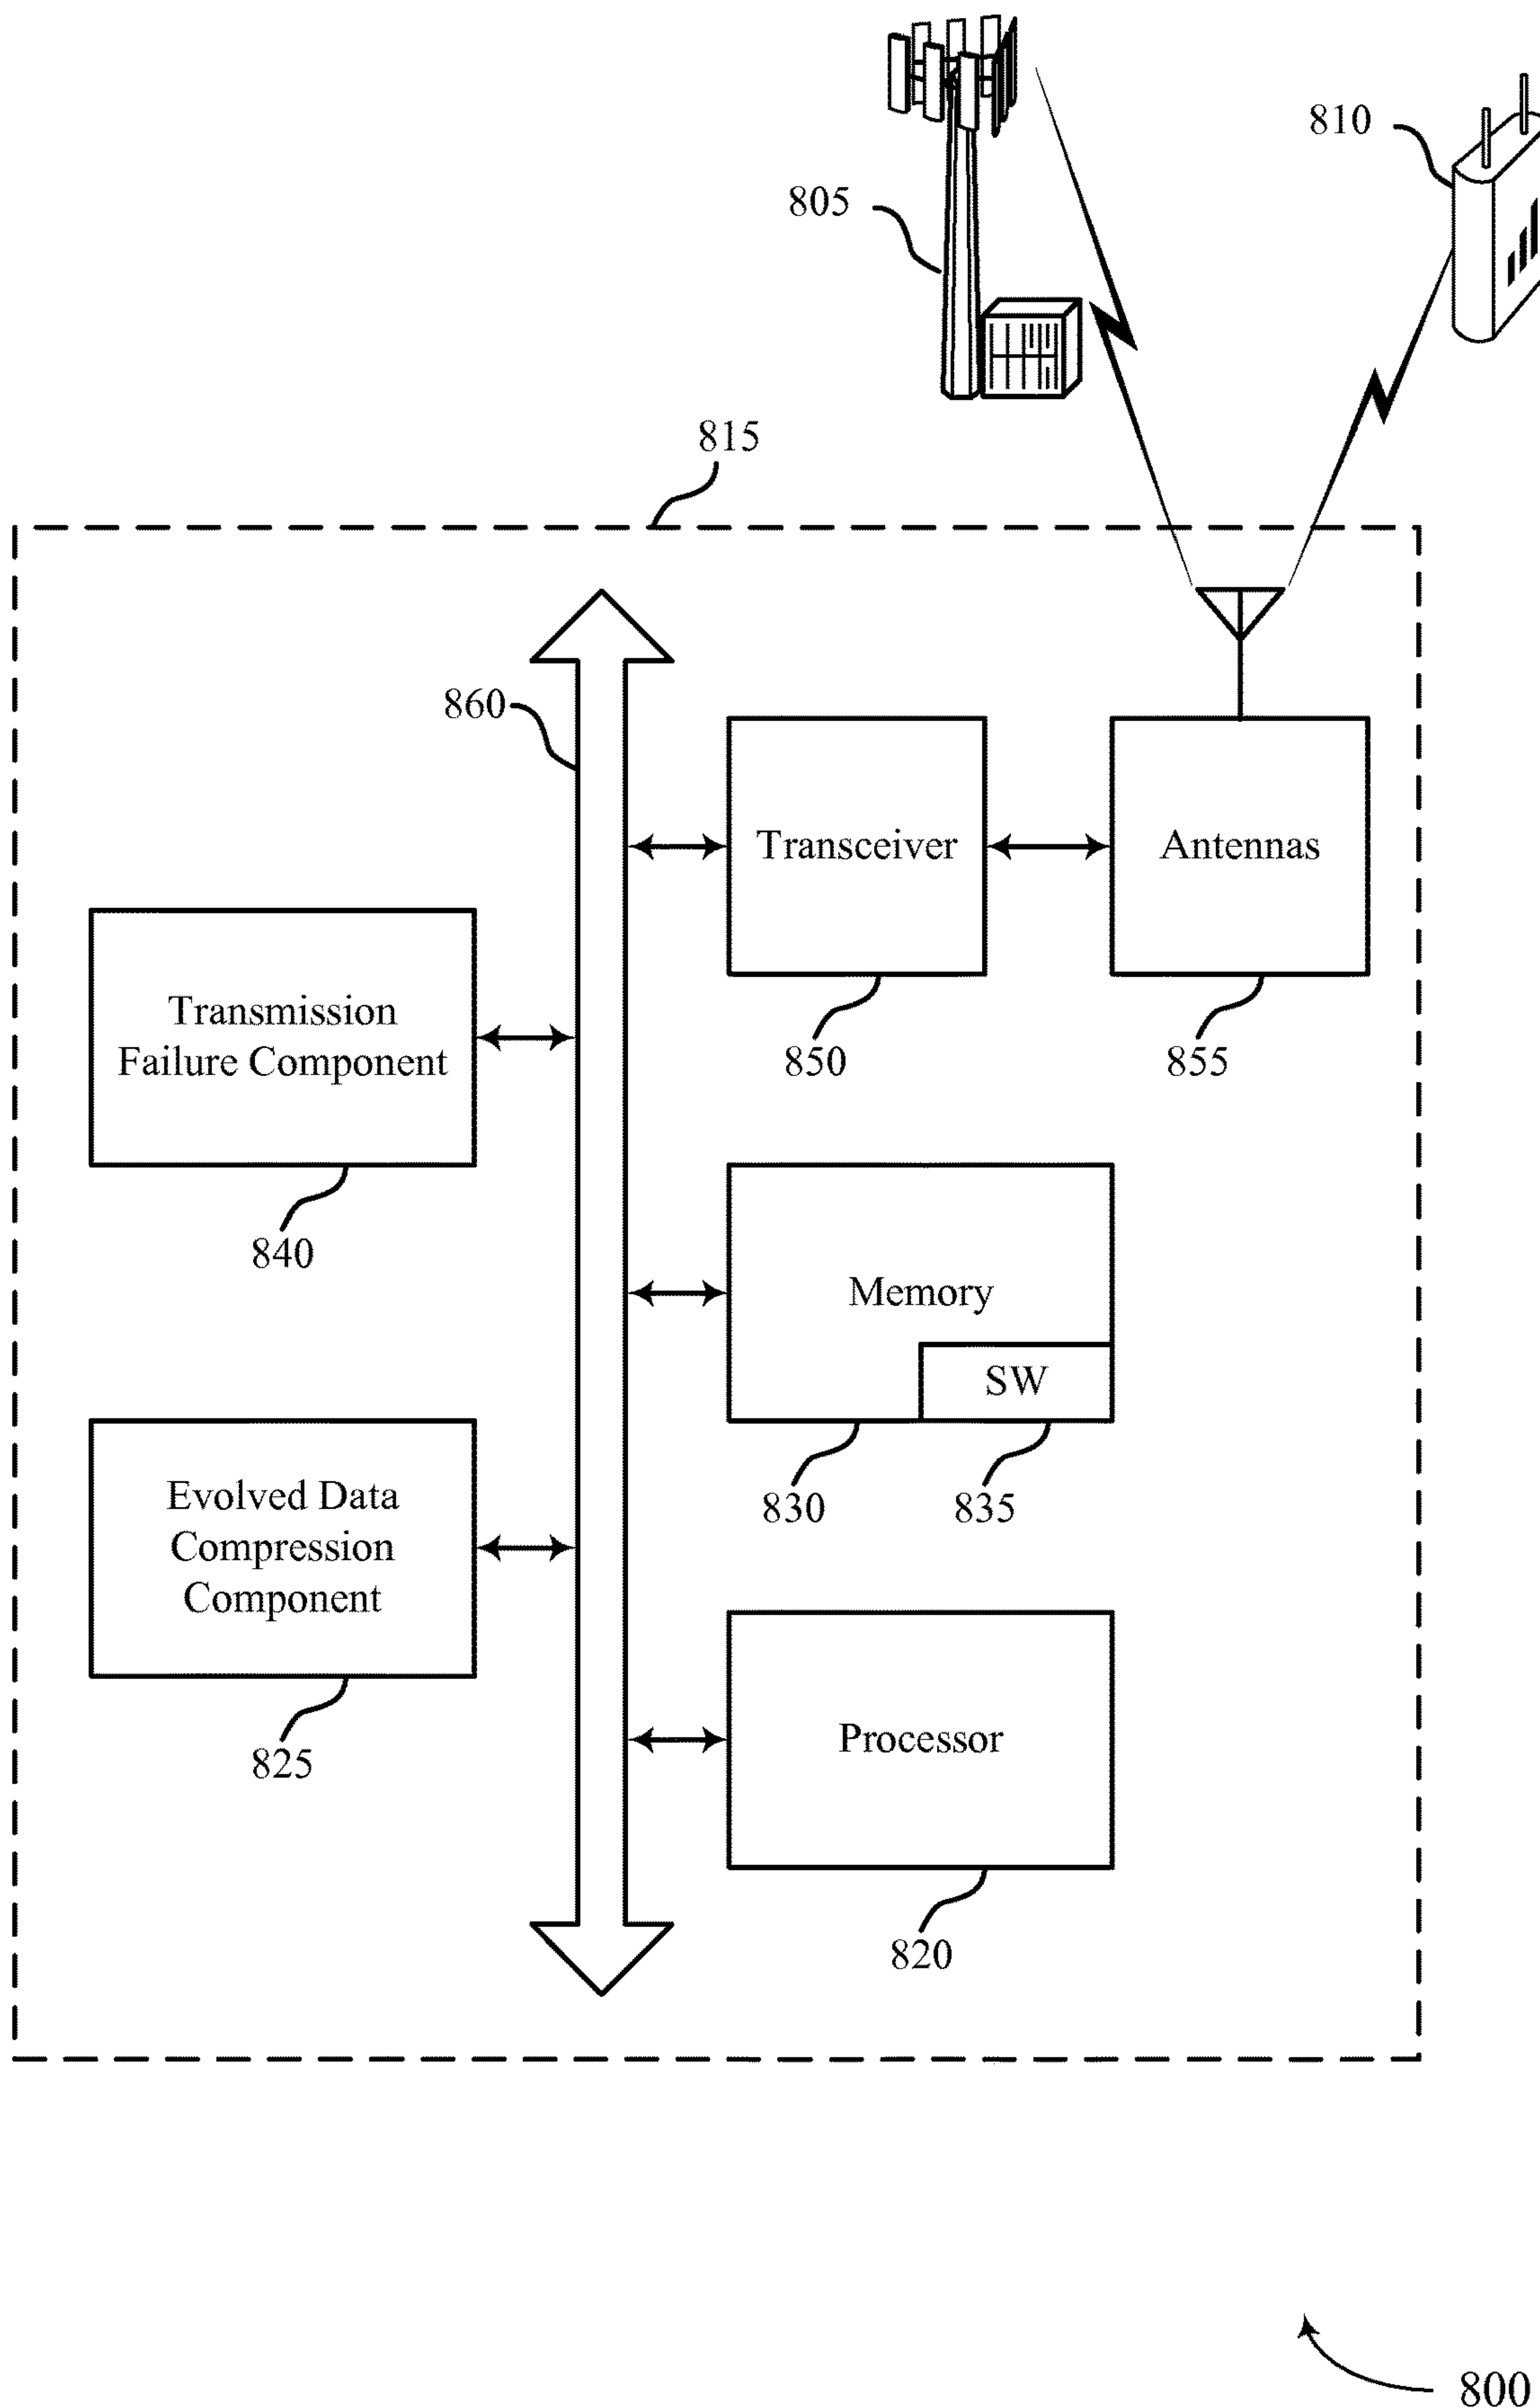 810
805
815
860
Transceiver
Antennas
850
855
Transmission
Failure Component
840
Memory
SW
830
835
Evolved Data
Compression
Component
825
Processor
820
800